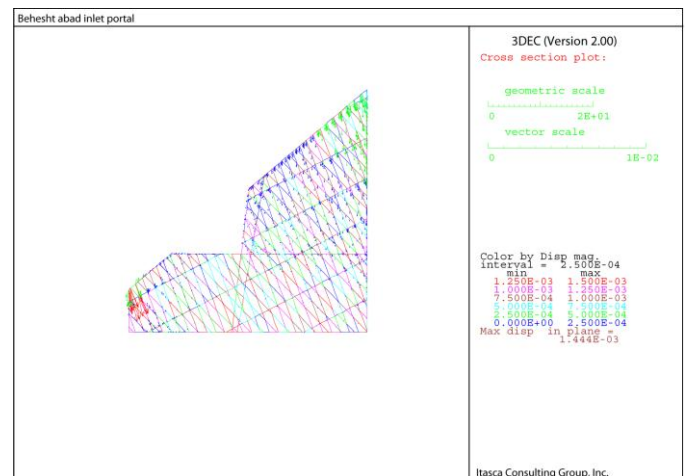 Behesht abad inlet portal
3DEC (Version 2.00)
Cross section plot:
geometric scale
0 2E+01
vector scale
0 1E-02
Color by Disp mag.
interval = 2.500E-04
min max
1.250E-03 1.500E-03
1.000E-03 1.250E-03
7.500E-04 1.000E-03
5.000E-04 7.500E-04
2.500E-04 5.000E-04
0.000E+00 2.500E-04
Max disp in plane =
1.444E-03
Itasca Consulting Group, Inc.